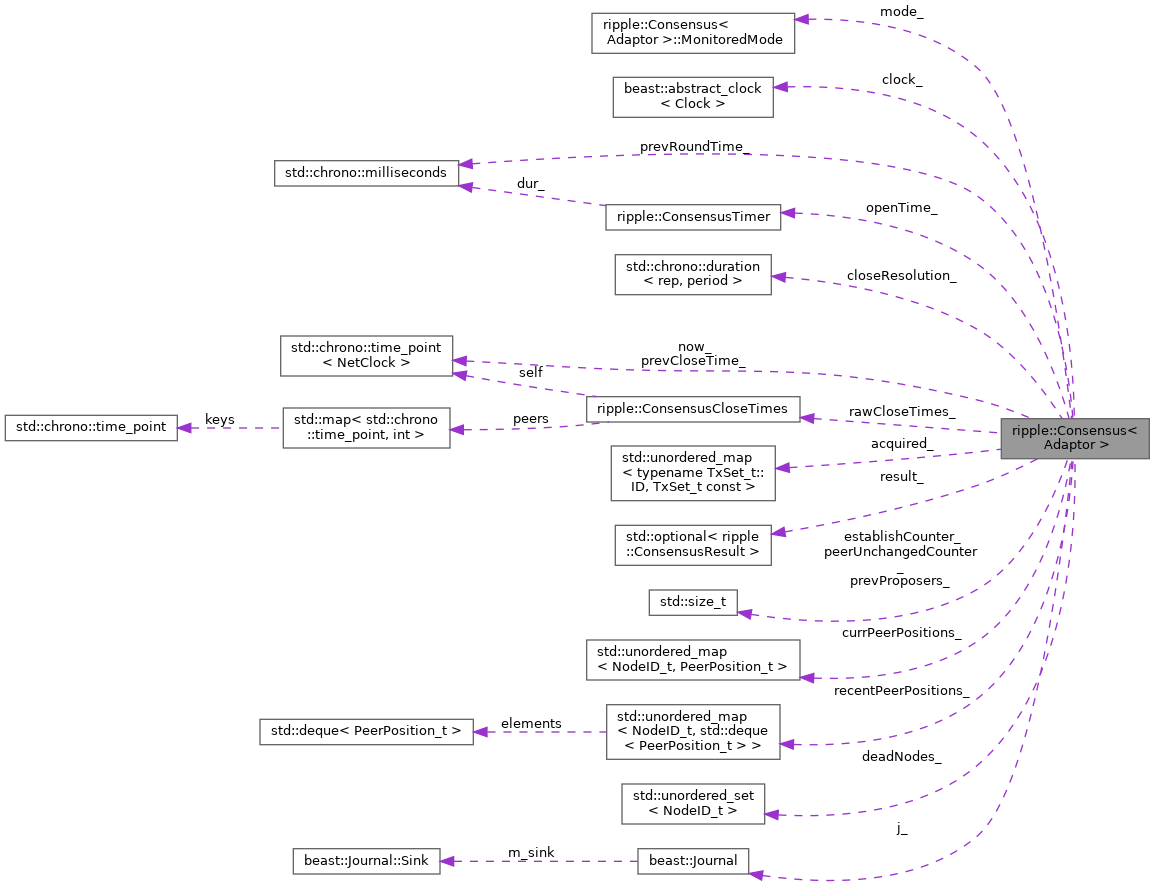 mode_
ripple::Consensus<
Adaptor >::MonitoredMode
clock_
beast::abstract_clock
< Clock >
prevRoundTime_
std::chrono::milliseconds
dur_
ripple::ConsensusTimer
openTime_
std::chrono::duration
< rep, period >
closeResolution_
std::chrono::time_point
< NetClock >
now_
prevCloseTime_
self
ripple::ConsensusCloseTimes
rawCloseTimes_
std::chrono::time_point
keys
std::map< std::chrono
::time_point, int >
peers
ripple::Consensus<
Adaptor >
acquired_
std::unordered_map
< typename TxSet_t::
ID, TxSet_t const >
result_
std::optional< ripple
::ConsensusResult >
establishCounter_
peerUnchangedCounter
_
prevProposers_
std::size_t
currPeerPositions_
std::unordered_map
< NodeID_t, PeerPosition_t >
recentPeerPositions_
std::deque< PeerPosition_t >
elements
std::unordered_map
< NodeID_t, std::deque
< PeerPosition_t > >
deadNodes_
std::unordered_set
< NodeID_t >
j_
beast::Journal::Sink
m_sink
beast::Journal